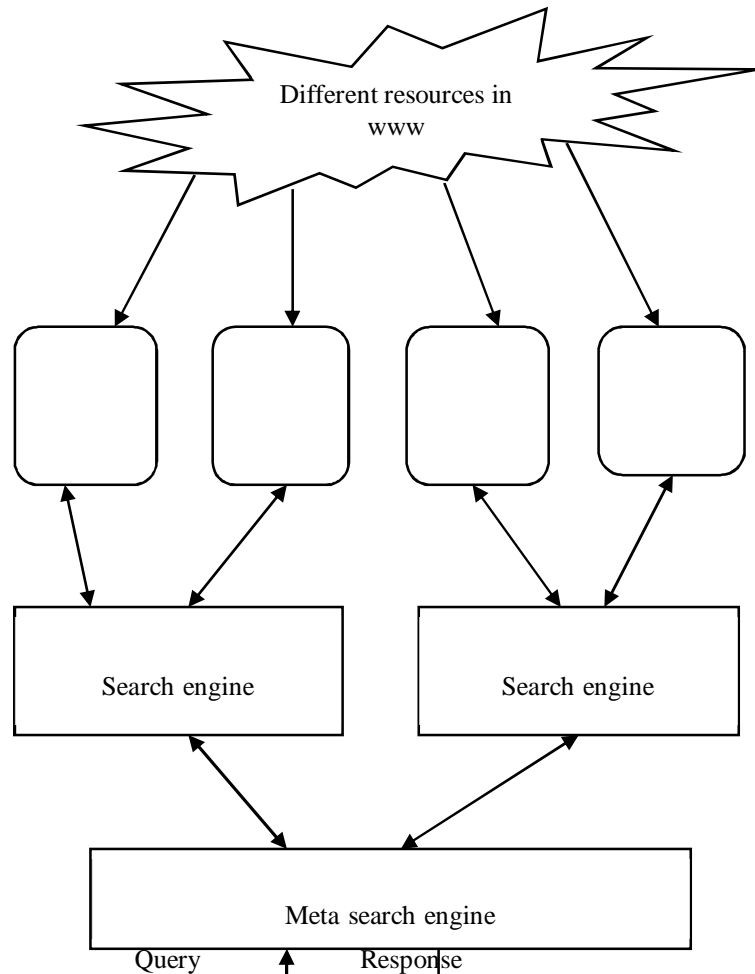 Different resources in
www
Search engine
Search engine
Meta search engine
Query
Response